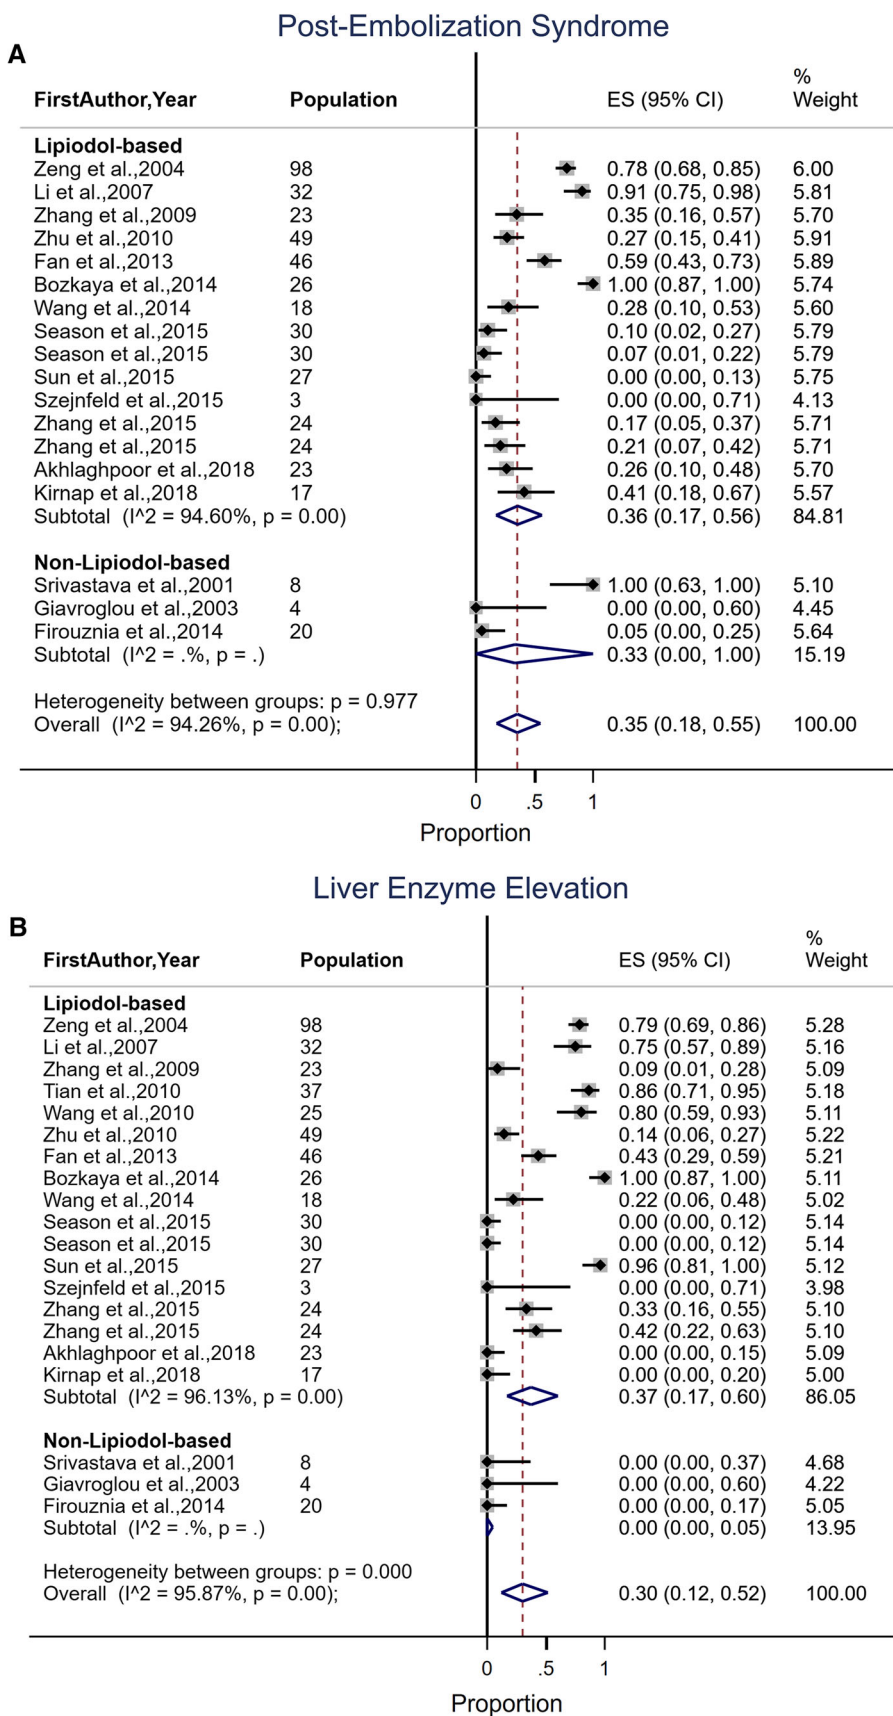 Post-Embolization Syndrome
A
%
FirstAuthor,Year Population ES (95% CI) Weight
Lipiodol-based
Zeng et al.,2004 98 0.78 (0.68, 0.85) 6.00
Li et al.,2007 32 0.91 (0.75, 0.98) 5.81
Zhang et al.,2009 23 0.35 (0.16, 0.57) 5.70
Zhu et al.,2010 49 0.27 (0.15, 0.41) 5.91
Fan et al.,2013 46 0.59 (0.43, 0.73) 5.89
Bozkaya et al.,2014 26 1.00 (0.87, 1.00) 5.74
Wang et al.,2014 18 0.28 (0.10, 0.53) 5.60
Season et al.,2015 30 0.10 (0.02, 0.27) 5.79
Season et al.,2015 30 0.07 (0.01, 0.22) 5.79
Sun et al.,2015 27 0.00 (0.00, 0.13) 5.75
Szejnfeld et al.,2015 3 0.00 (0.00, 0.71) 4.13
Zhang et al.,2015 24 0.17 (0.05, 0.37) 5.71
Zhang et al.,2015 24 0.21 (0.07, 0.42) 5.71
Akhlaghpoor et al.,2018 23 0.26 (0.10, 0.48) 5.70
Kirnap et al.,2018 17 0.41 (0.18, 0.67) 5.57
Subtotal (I^2 = 94.60%, p = 0.00) 0.36 (0.17, 0.56) 84.81
Non-Lipiodol-based
Srivastava et al.,2001 8 1.00 (0.63, 1.00) 5.10
Giavroglou et al.,2003 4 0.00 (0.00, 0.60) 4.45
Firouznia et al.,2014 20 0.05 (0.00, 0.25) 5.64
Subtotal (I^2 = .%, p = .) 0.33 (0.00, 1.00) 15.19
Heterogeneity between groups: p = 0.977
Overall (I^2 = 94.26%, p = 0.00); 0.35 (0.18, 0.55) 100.00
0 .5 1
Proportion
Liver Enzyme Elevation
B
%
FirstAuthor,Year Population ES (95% CI) Weight
Lipiodol-based
Zeng et al.,2004 98 0.79 (0.69, 0.86) 5.28
Li et al.,2007 32 0.75 (0.57, 0.89) 5.16
Zhang et al.,2009 23 0.09 (0.01, 0.28) 5.09
Tian et al.,2010 37 0.86 (0.71, 0.95) 5.18
Wang et al.,2010 25 0.80 (0.59, 0.93) 5.11
Zhu et al.,2010 49 0.14 (0.06, 0.27) 5.22
Fan et al.,2013 46 0.43 (0.29, 0.59) 5.21
Bozkaya et al.,2014 26 1.00 (0.87, 1.00) 5.11
Wang et al.,2014 18 0.22 (0.06, 0.48) 5.02
Season et al.,2015 30 0.00 (0.00, 0.12) 5.14
Season et al.,2015 30 0.00 (0.00, 0.12) 5.14
Sun et al.,2015 27 0.96 (0.81, 1.00) 5.12
Szejnfeld et al.,2015 3 0.00 (0.00, 0.71) 3.98
Zhang et al.,2015 24 0.33 (0.16, 0.55) 5.10
Zhang et al.,2015 24 0.42 (0.22, 0.63) 5.10
Akhlaghpoor et al.,2018 23 0.00 (0.00, 0.15) 5.09
Kirnap et al.,2018 17 0.00 (0.00, 0.20) 5.00
Subtotal (I^2 = 96.13%, p = 0.00) 0.37 (0.17, 0.60) 86.05
Non-Lipiodol-based
Srivastava et al.,2001 8 0.00 (0.00, 0.37) 4.68
Giavroglou et al.,2003 4 0.00 (0.00, 0.60) 4.22
Firouznia et al.,2014 20 0.00 (0.00, 0.17) 5.05
Subtotal (I^2 = .%, p = .) 0.00 (0.00, 0.05) 13.95
Heterogeneity between groups: p = 0.000
Overall (I^2 = 95.87%, p = 0.00); 0.30 (0.12, 0.52) 100.00
0 .5 1
Proportion